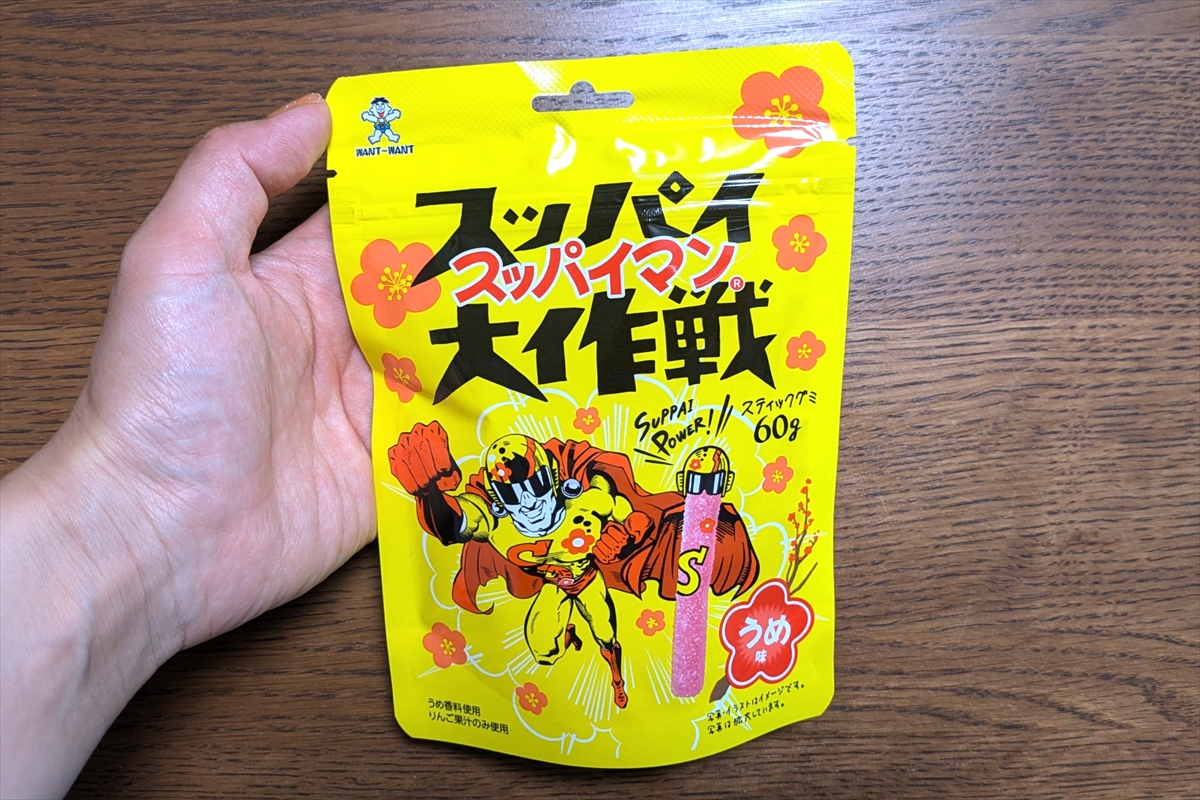 WANT-WANT
スッパイ
スッパイマン®
大作戦
SUPPAI
POWER!
スティックグミ
60g
S
S
うめ
味
うめ香料使用
りんご果汁のみ使用
写真・イラストはイメージです。
写真は拡大しています。